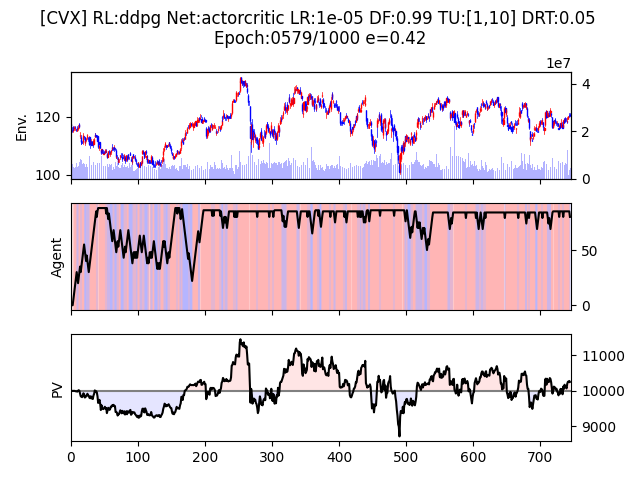 [CVX] RL:ddpg Net:actorcritic LR:1e-05 DF:0.99 TU:[1,10] DRT:0.05
Epoch:0579/1000 e=0.42
1e7
Env.
120
100
4
2
0
Agent
50
0
PV
11000
10000
9000
0 100 200 300 400 500 600 700